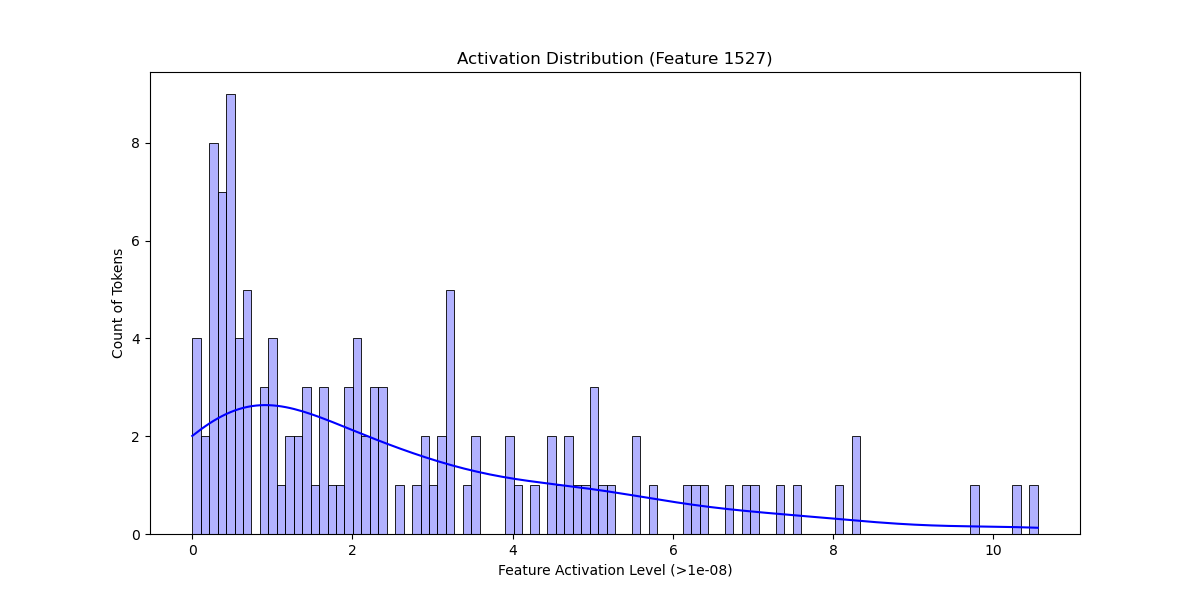 Activation Distribution (Feature 1527)
8
6
4
2
0
Count of Tokens
0 2 4 6 8 10
Feature Activation Level (>1e-08)